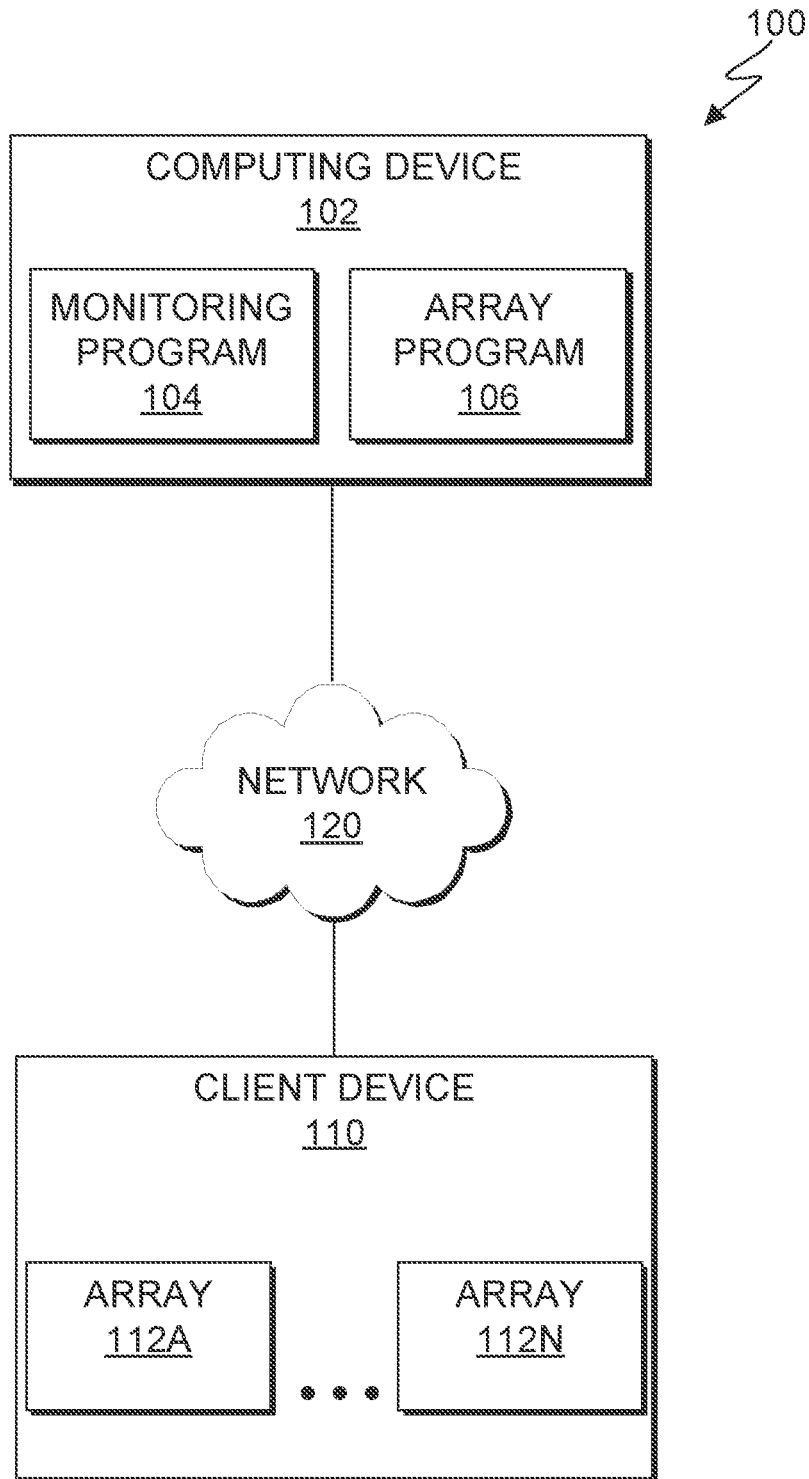 100
COMPUTING DEVICE
102
MONITORING
PROGRAM
104
ARRAY
PROGRAM
106
NETWORK
120
CLIENT DEVICE
110
ARRAY
112A
ARRAY
112N